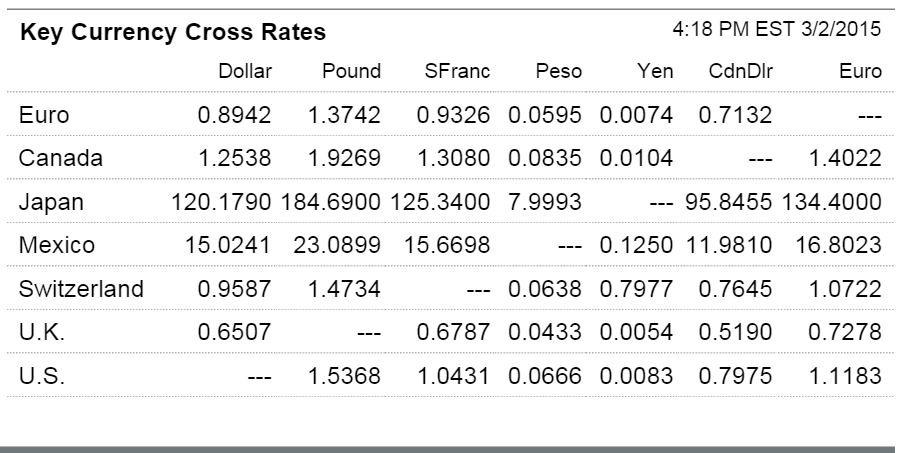 Key Currency Cross Rates 4:18 PM EST 3/2/2015
Dollar Pound SFranc Peso Yen CdnDlr Euro
Euro 0.8942 1.3742 0.9326 0.0595 0.0074 0.7132 ---
Canada 1.2538 1.9269 1.3080 0.0835 0.0104 --- 1.4022
Japan 120.1790 184.6900 125.3400 7.9993 --- 95.8455 134.4000
Mexico 15.0241 23.0899 15.6698 --- 0.1250 11.9810 16.8023
Switzerland 0.9587 1.4734 --- 0.0638 0.7977 0.7645 1.0722
U.K. 0.6507 --- 0.6787 0.0433 0.0054 0.5190 0.7278
U.S. --- 1.5368 1.0431 0.0666 0.0083 0.7975 1.1183